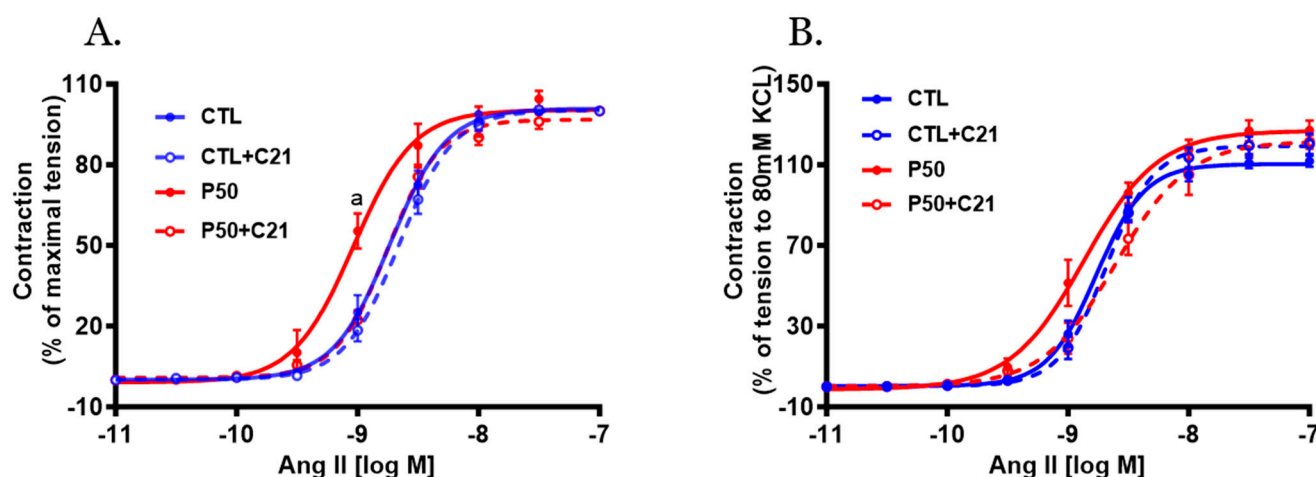 A.
Contraction
(% of maximal tension)
110
80
50
20
-10
CTL
CTL+C21
P50
P50+C21
a
-11
-10
-9
-8
-7
Ang II [log M]
B.
Contraction
(% of tension to 80mM KCL)
150
110
70
30
-10
CTL
CTL+C21
P50
P50+C21
-11
-10
-9
-8
-7
Ang II [log M]